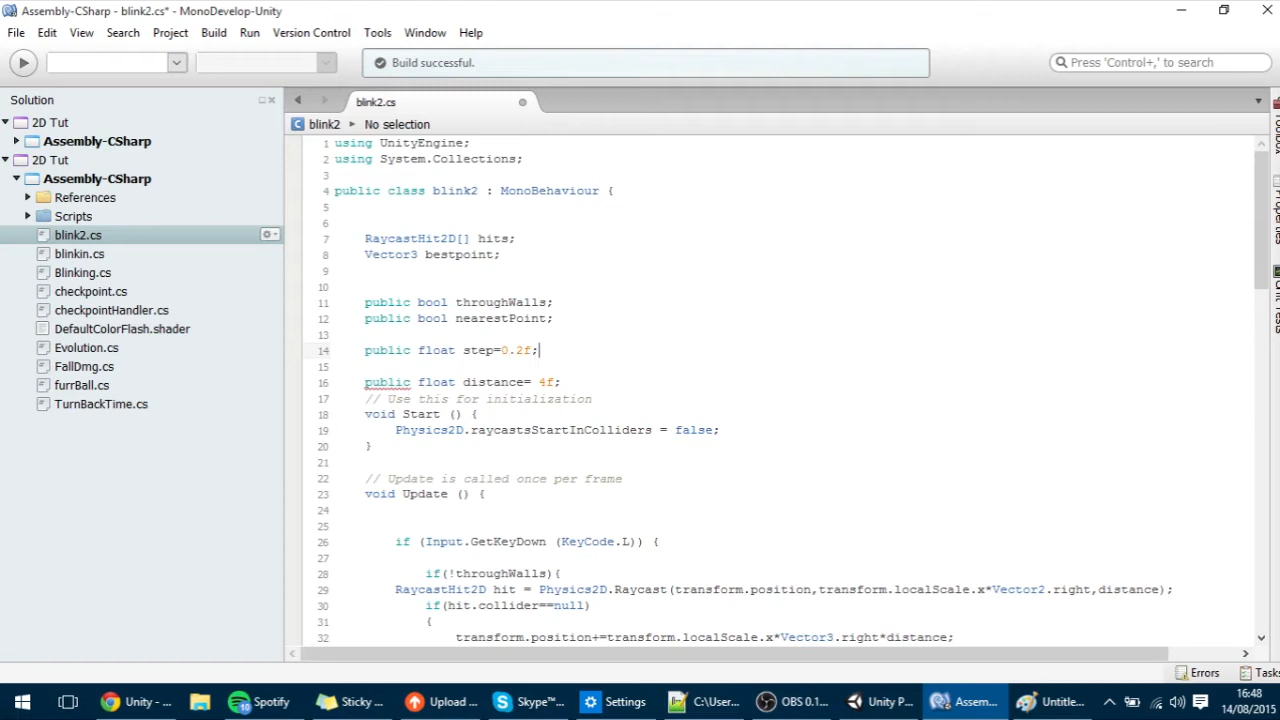 Assembly-CSharp - blink2.cs* - MonoDevelop-Unity
File Edit View Search Project Build Run Version Control Tools Window Help
Build successful.
Press 'Control+,' to search
Solution
blink2.cs
2D Tut
blink2 No selection
Assembly-CSharp
2D Tut
Assembly-CSharp
References
Scripts
blink2.cs
blinkin.cs
Blinking.cs
checkpoint.cs
checkpointHandler.cs
DefaultColorFlash.shader
Evolution.cs
FallDmg.cs
furrBall.cs
TurnBackTime.cs
1 using UnityEngine;
2 using System.Collections;
3
4 public class blink2 : MonoBehaviour {
5
6
7 RaycastHit2D[] hits;
8 Vector3 bestpoint;
9
10
11 public bool throughWalls;
12 public bool nearestPoint;
13
14 public float step=0.2f;
15
16 public float distance= 4f;
17 // Use this for initialization
18 void Start () {
19 Physics2D.raycastsStartInColliders = false;
20 }
21
22 // Update is called once per frame
23 void Update () {
24
25
26 if (Input.GetKeyDown (KeyCode.L)) {
27
28 if(!throughWalls){
29 RaycastHit2D hit = Physics2D.Raycast(transform.position,transform.localScale.x*Vector2.right,distance);
30 if(hit.collider==null)
31 {
32 transform.position+=transform.localScale.x*Vector3.right*distance;
Errors Tasks
Unity - ... Spotify Sticky ... Upload ... Skype™... Settings C:\User... OBS 0.1... Unity P... Assem... Untitle...
16:48
14/08/2015